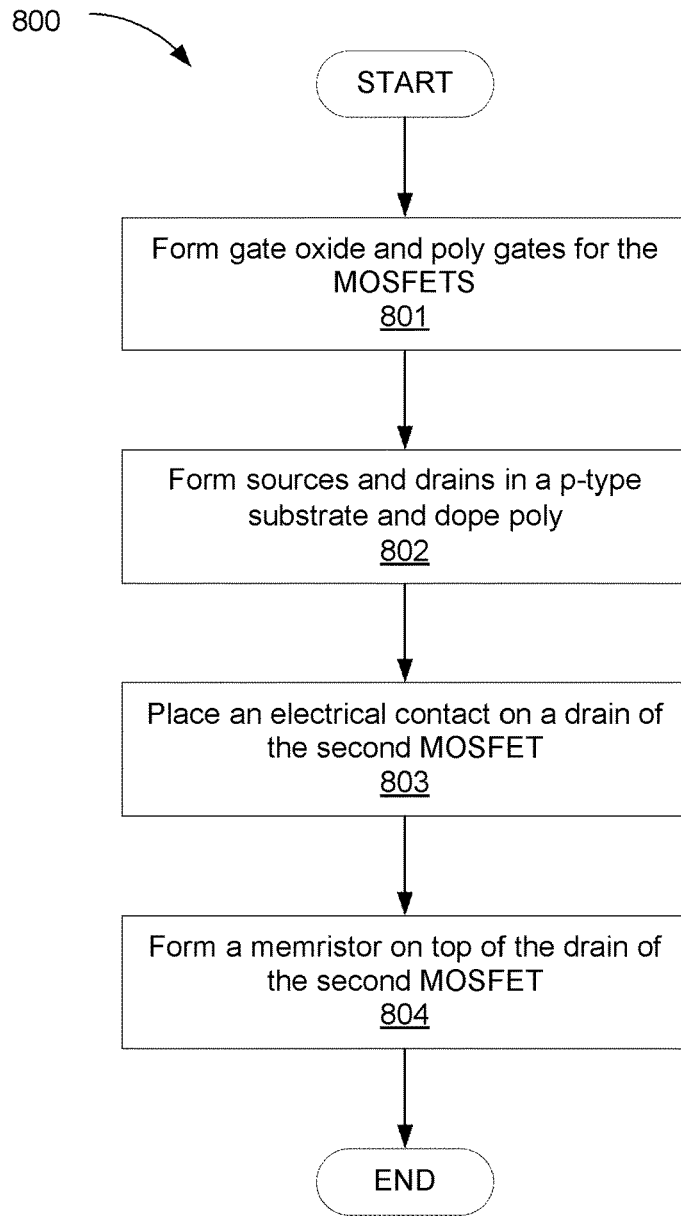 800
START
Form gate oxide and poly gates for the
MOSFETS
801
Form sources and drains in a p-type
substrate and dope poly
802
Place an electrical contact on a drain of
the second MOSFET
803
Form a memristor on top of the drain of
the second MOSFET
804
END